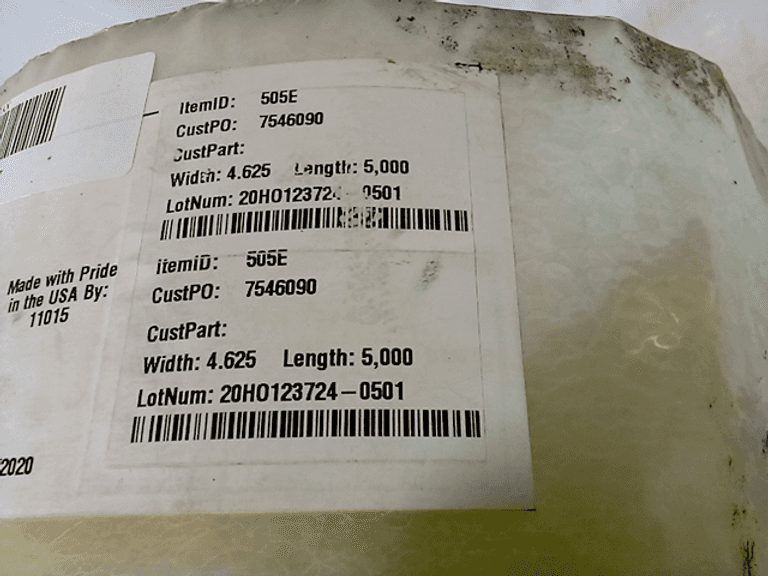 ItemID: 505E
CustPO: 7546090
CustPart:
Width: 4.625 Length: 5,000
LotNum: 20HO123724-0501
ItemID: 505E
CustPO: 7546090
CustPart:
Width: 4.625 Length: 5,000
LotNum: 20HO123724-0501
Made with Pride
in the USA By:
11015
2020